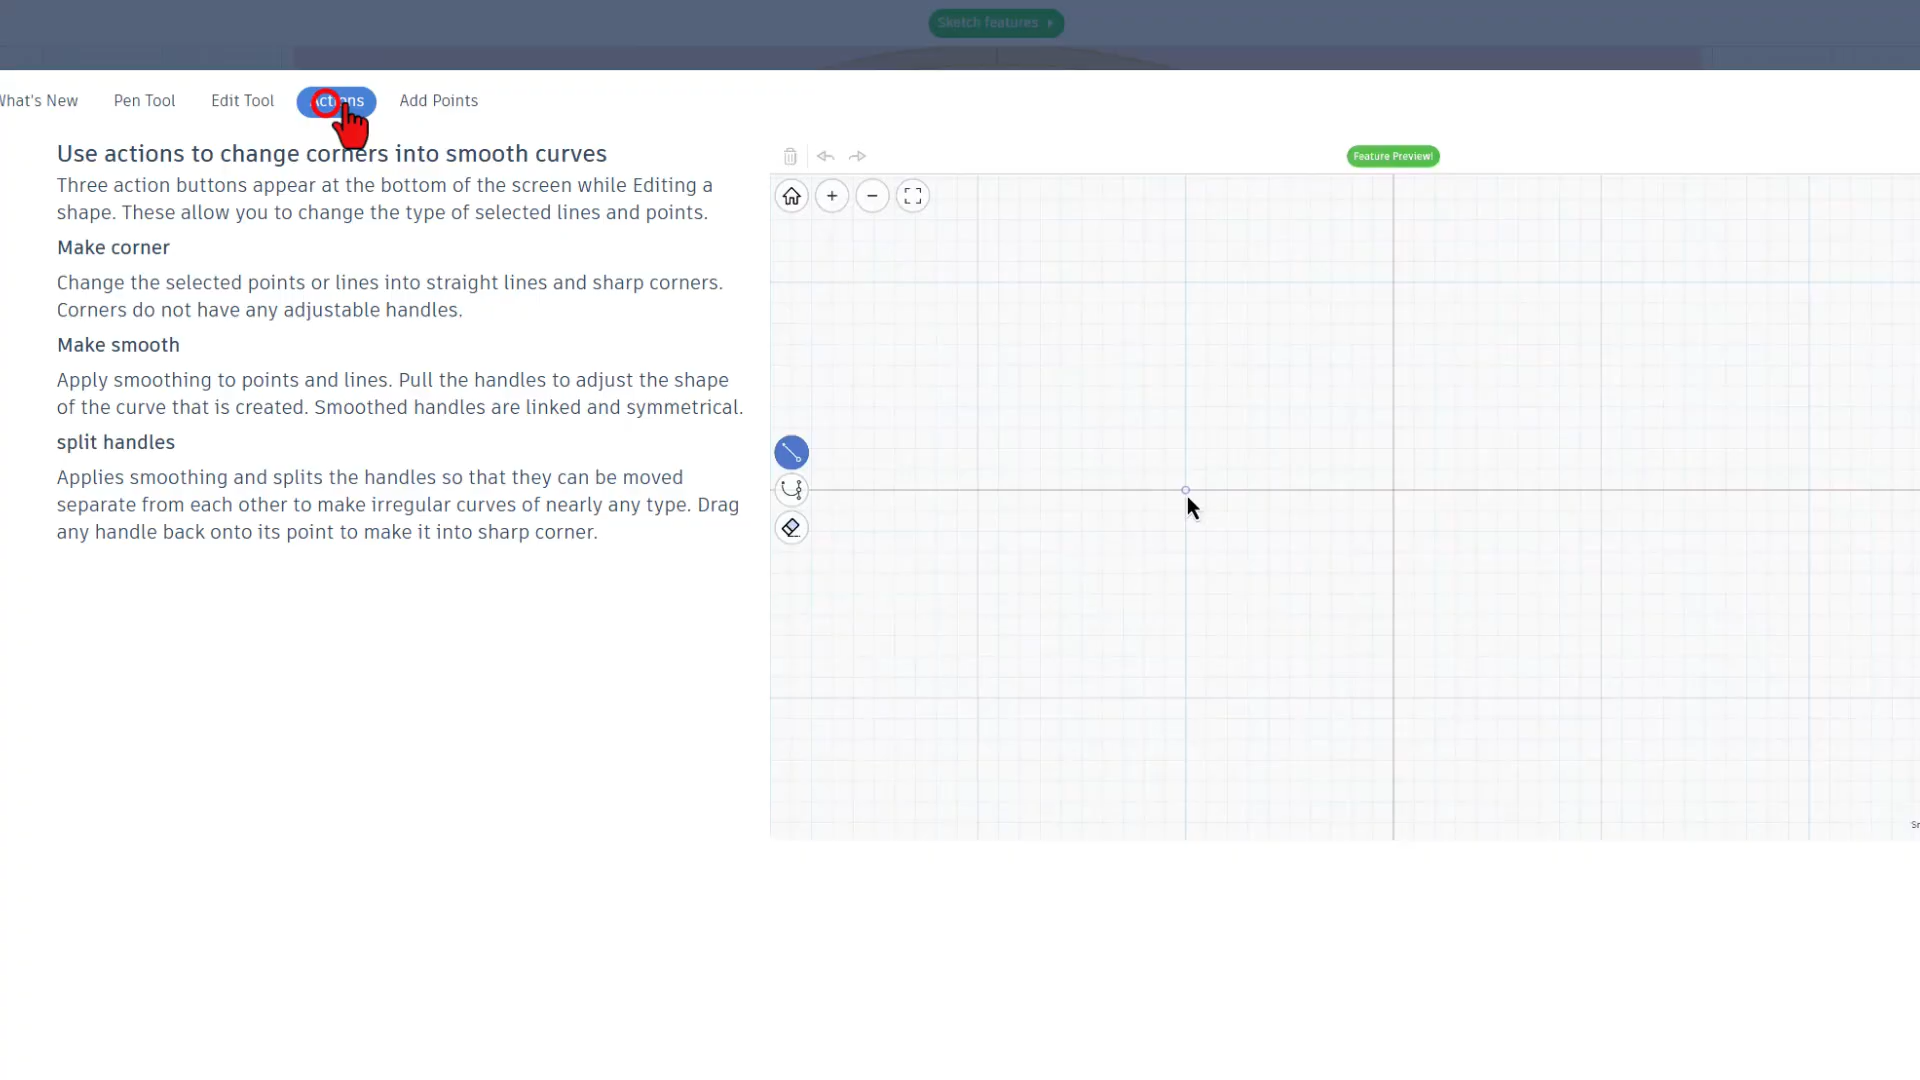 Sketch features
What's New Pen Tool Edit Tool Actions Add Points
Use actions to change corners into smooth curves
Three action buttons appear at the bottom of the screen while Editing a
shape. These allow you to change the type of selected lines and points.
Make corner
Change the selected points or lines into straight lines and sharp corners.
Corners do not have any adjustable handles.
Make smooth
Apply smoothing to points and lines. Pull the handles to adjust the shape
of the curve that is created. Smoothed handles are linked and symmetrical.
split handles
Applies smoothing and splits the handles so that they can be moved
separate from each other to make irregular curves of nearly any type. Drag
any handle back onto its point to make it into sharp corner.
Feature Preview!